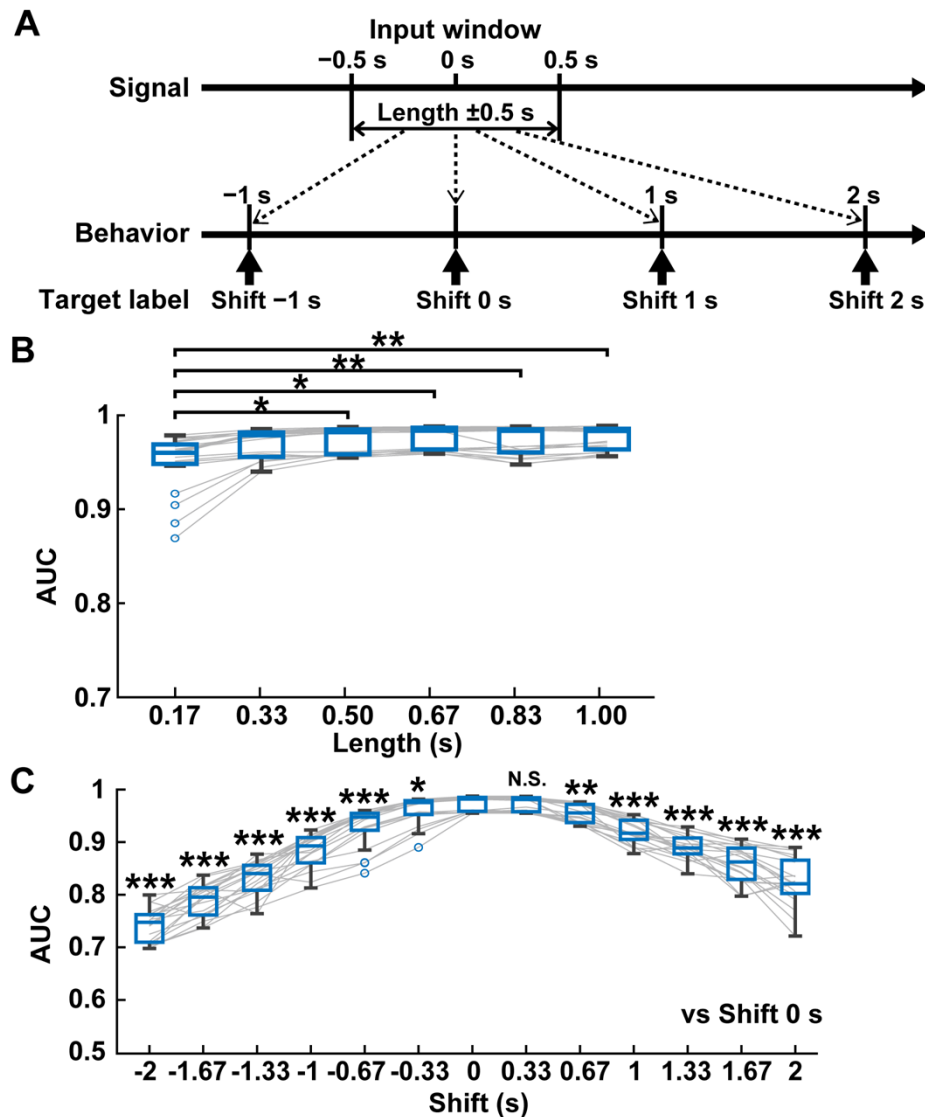 A
Input window
−0.5 s 0 s 0.5 s
Signal
Length ±0.5 s
−1 s 1 s 2 s
Behavior
Target label Shift −1 s Shift 0 s Shift 1 s Shift 2 s
B
**
**
*
*
1
0.9
0.8
0.7
AUC
0.17 0.33 0.50 0.67 0.83 1.00
Length (s)
C
*** *** *** *** *** * N.S. ** *** *** *** ***
1
0.9
0.8
0.7
0.6
0.5
AUC
vs Shift 0 s
-2 -1.67 -1.33 -1 -0.67 -0.33 0 0.33 0.67 1 1.33 1.67 2
Shift (s)